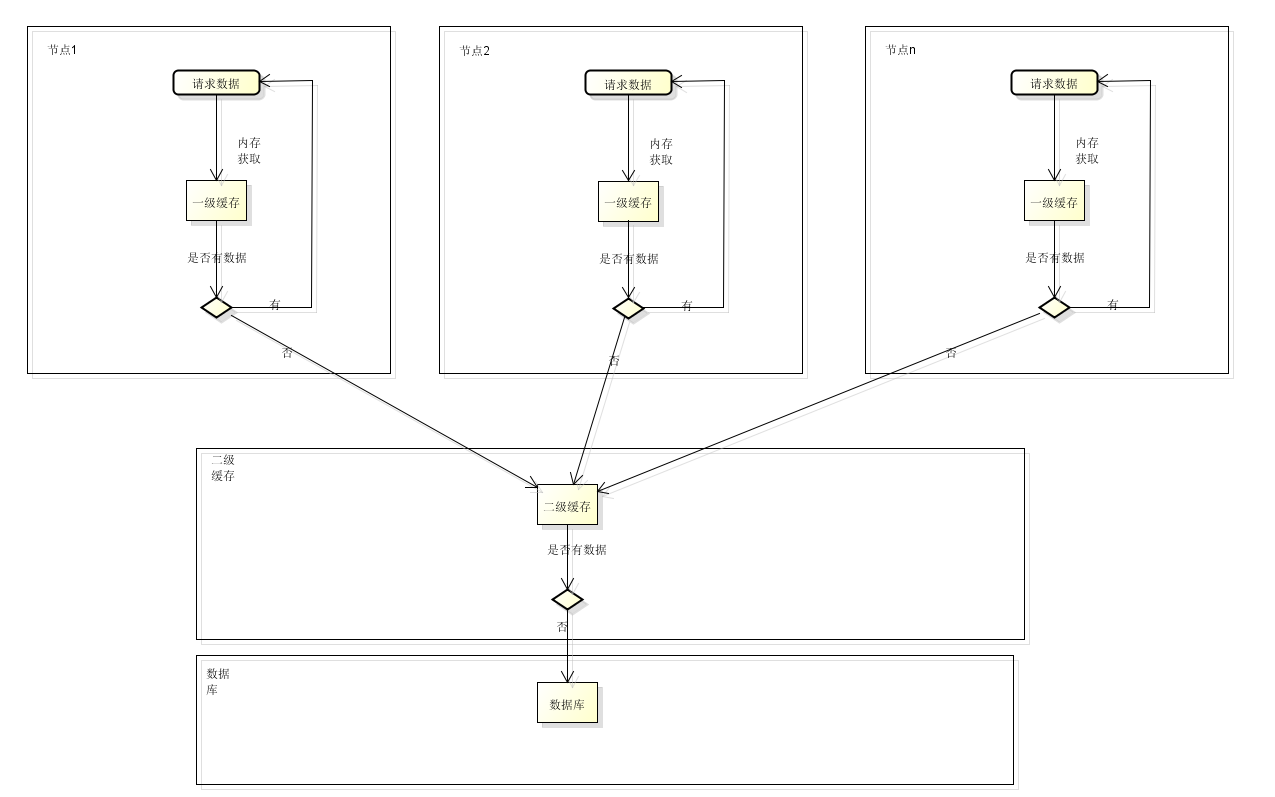 节点1
请求数据
内存
获取
一级缓存
是否有数据
有
否
节点2
请求数据
内存
获取
一级缓存
是否有数据
有
否
节点n
请求数据
内存
获取
一级缓存
是否有数据
有
否
二级
缓存
二级缓存
是否有数据
否
数据
库
数据库